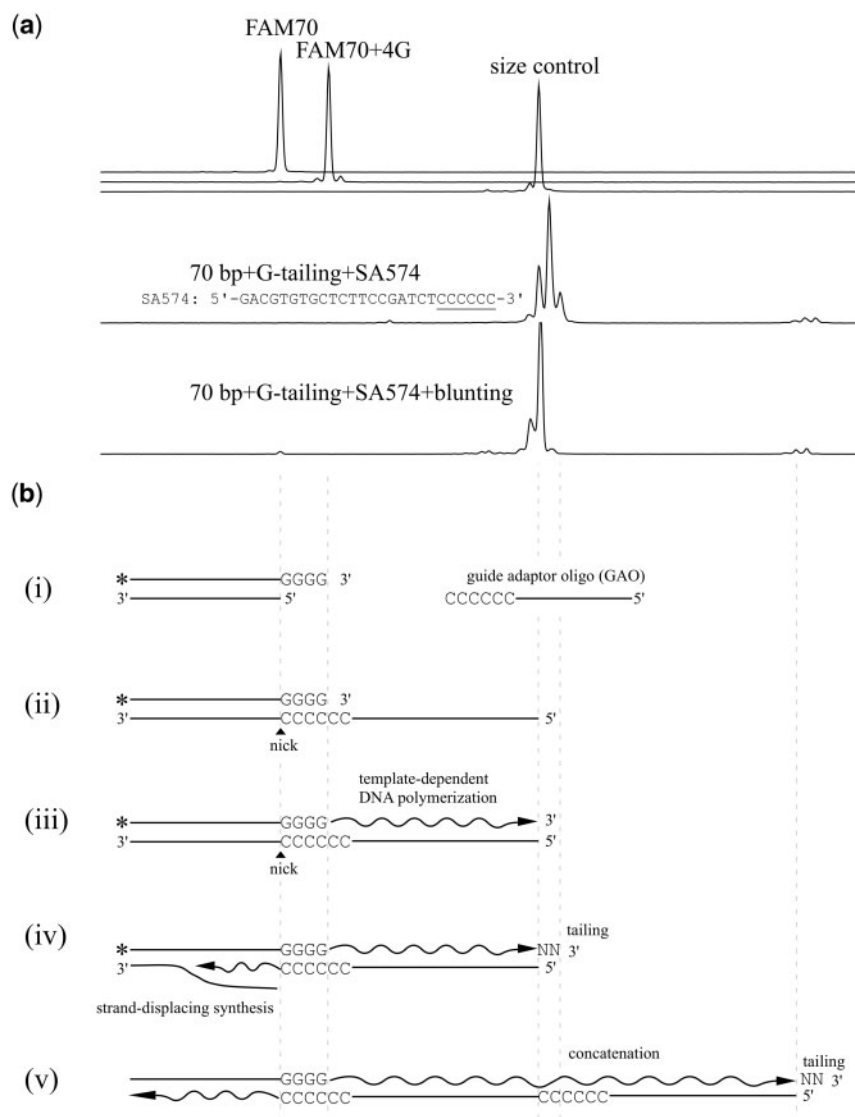 (a)
FAM70
FAM70+4G
size control
70 bp+G-tailing+SA574
SA574: 5'-GACGTGTGCTCTTCCGATCTCCCCCC-3'
70 bp+G-tailing+SA574+blunting
(b)
(i)
* GGGG 3'
3' 5'
guide adaptor oligo (GAO)
CCCCCC 5'
(ii)
* GGGG 3'
3' CCCCCC 5'
nick
(iii)
template-dependent
DNA polymerization
* GGGG 3'
3' CCCCCC 5'
nick
(iv)
tailing
* GGGG NN 3'
3' CCCCCC 5'
strand-displacing synthesis
(v)
concatenation
tailing
GGGG NN 3'
CCCCCC CCCCCC 5'